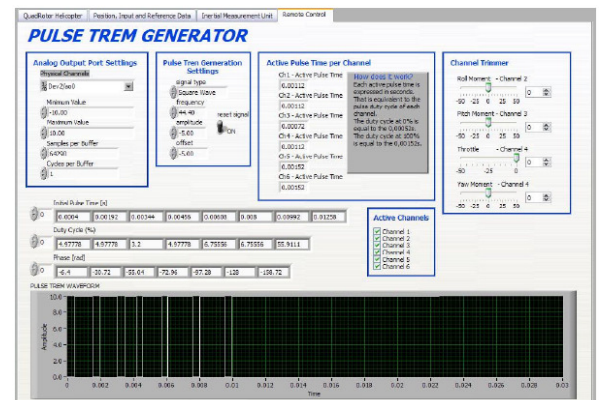 QuadRotor Helicopter Position, Input and Reference Data Inertial Measurement Unit Remote Control
PULSE TREM GENERATOR
Analog Output Port Settlngs
Physical Channels
Dev2/ao0
Minimum Value
-10.00
Maximum Value
10.00
Samples per Buffer
64790
Cycles per Buffer
1
Pulse Tren Generation
Settlings
signal type
Square Wave
frequency
44.48
amplitude
-5.00
offset
-5.00
reset signal
ON
Active Pulse Time per Channel
Ch1 - Active Pulse Time
0.00112
Ch2 - Active Pulse Time
0.00112
Ch3 - Active Pulse Time
0.00072
Ch4 - Active Pulse Time
0.00112
Ch5 - Active Pulse Time
0.00152
Ch6 - Active Pulse Time
0.00152
How does it work?
Each active pulse time is
expressed in seconds.
That is equivalent to the
pulse duty cycle of each
channel.
The duty cycle at 0% is
equal to the 0,00052s.
The duty cycle at 100%
is equal to the 0,00152s.
Channel Trimmer
Roll Moment - Channel 2
0
-50 -25 0 25 50
Pitch Moment - Channel 3
0
-50 -25 0 25 50
Throttle - Channel 4
0
-50 -25 0
Yaw Moment - Channel 4
0
-50 -25 0 25 50
Initial Pulse Time [s]
0 0.0004 0.00192 0.00344 0.00456 0.00608 0.008 0.00992 0.01258
Duty Cycle (%)
0 4.97778 4.97778 3.2 4.97778 6.75556 6.75556 55.9111
Phase [rad]
0 -6.4 -30.72 -55.04 -72.96 -97.28 -128 -158.72
Active Channels
Channel 1
Channel 2
Channel 3
Channel 4
Channel 5
Channel 6
PULSE TREM WAVEFORM
Amplitude
10.0
8.0
6.0
4.0
2.0
0.0
0 0.002 0.004 0.006 0.008 0.01 0.012 0.014 0.016 0.018 0.02 0.022 0.024 0.026 0.028 0.03
Time